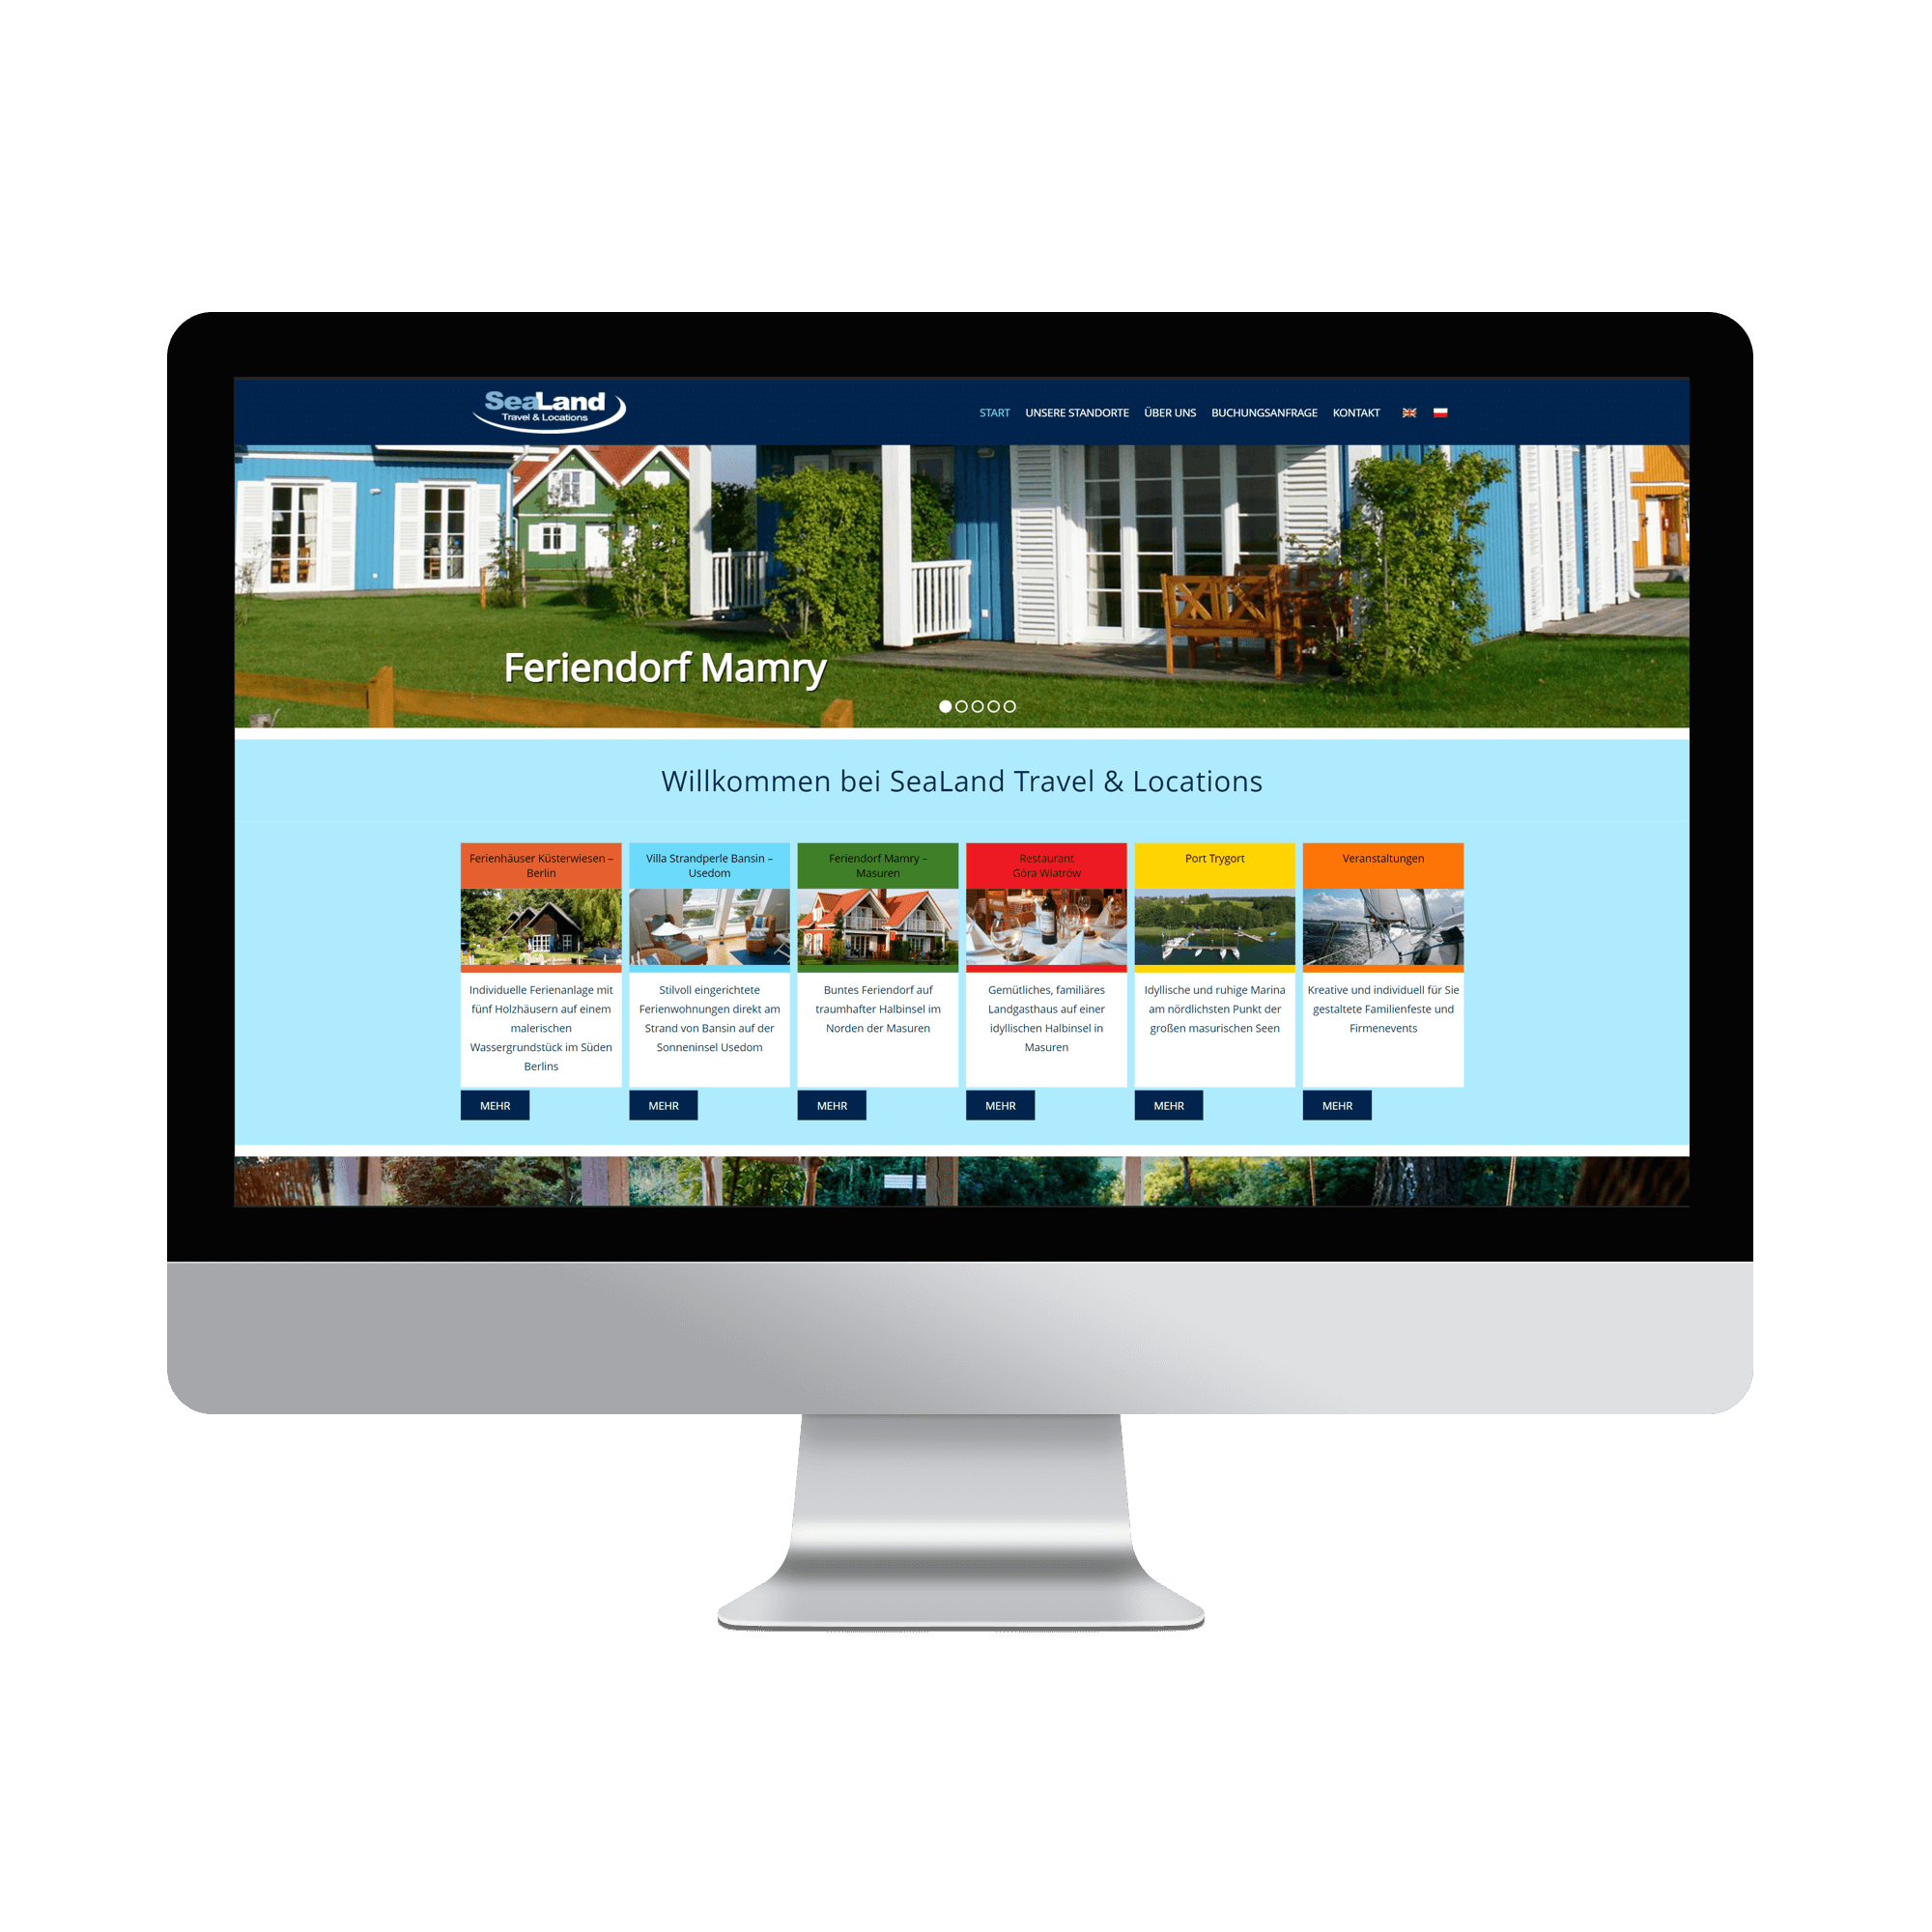 SeaLand
Travel & Locations
START UNSERE STANDORTE ÜBER UNS BUCHUNGSANFRAGE KONTAKT
Feriendorf Mamry
Willkommen bei SeaLand Travel & Locations
Ferienhäuser Küsterwiesen –
Berlin
Individuelle Ferienanlage mit
fünf Holzhäusern auf einem
malerischen
Wassergrundstück im Süden
Berlins
MEHR
Villa Strandperle Bansin –
Usedom
Stilvoll eingerichtete
Ferienwohnungen direkt am
Strand von Bansin auf der
Sonneninsel Usedom
MEHR
Feriendorf Mamry –
Masuren
Buntes Feriendorf auf
traumhafter Halbinsel im
Norden der Masuren
MEHR
Restaurant
Góra Wiatrów
Gemütliches, familiäres
Landgasthaus auf einer
idyllischen Halbinsel in
Masuren
MEHR
Port Trygort
Idyllische und ruhige Marina
am nördlichsten Punkt der
großen masurischen Seen
MEHR
Veranstaltungen
Kreative und individuell für Sie
gestaltete Familienfeste und
Firmenevents
MEHR